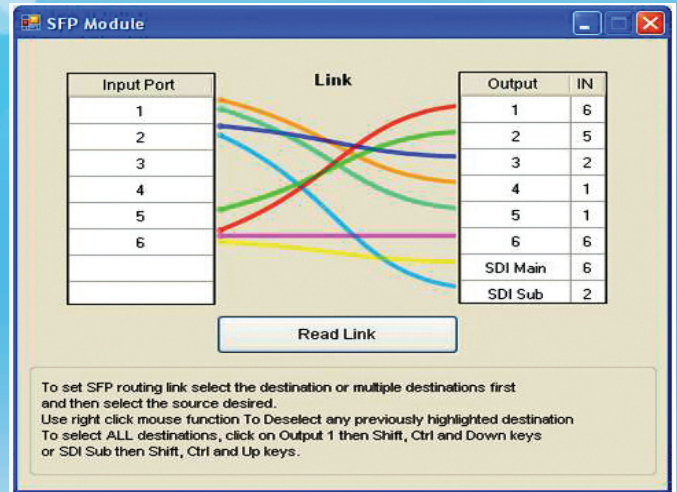 SFP Module
Link
Input Port
1
2
3
4
5
6
Output IN
1 6
2 5
3 2
4 1
5 1
6 6
SDI Main 6
SDI Sub 2
Read Link
To set SFP routing link select the destination or multiple destinations first
and then select the source desired.
Use right click mouse function To Deselect any previously highlighted destination
To select ALL destinations, click on Output 1 then Shift, Ctrl and Down keys
or SDI Sub then Shift, Ctrl and Up keys.